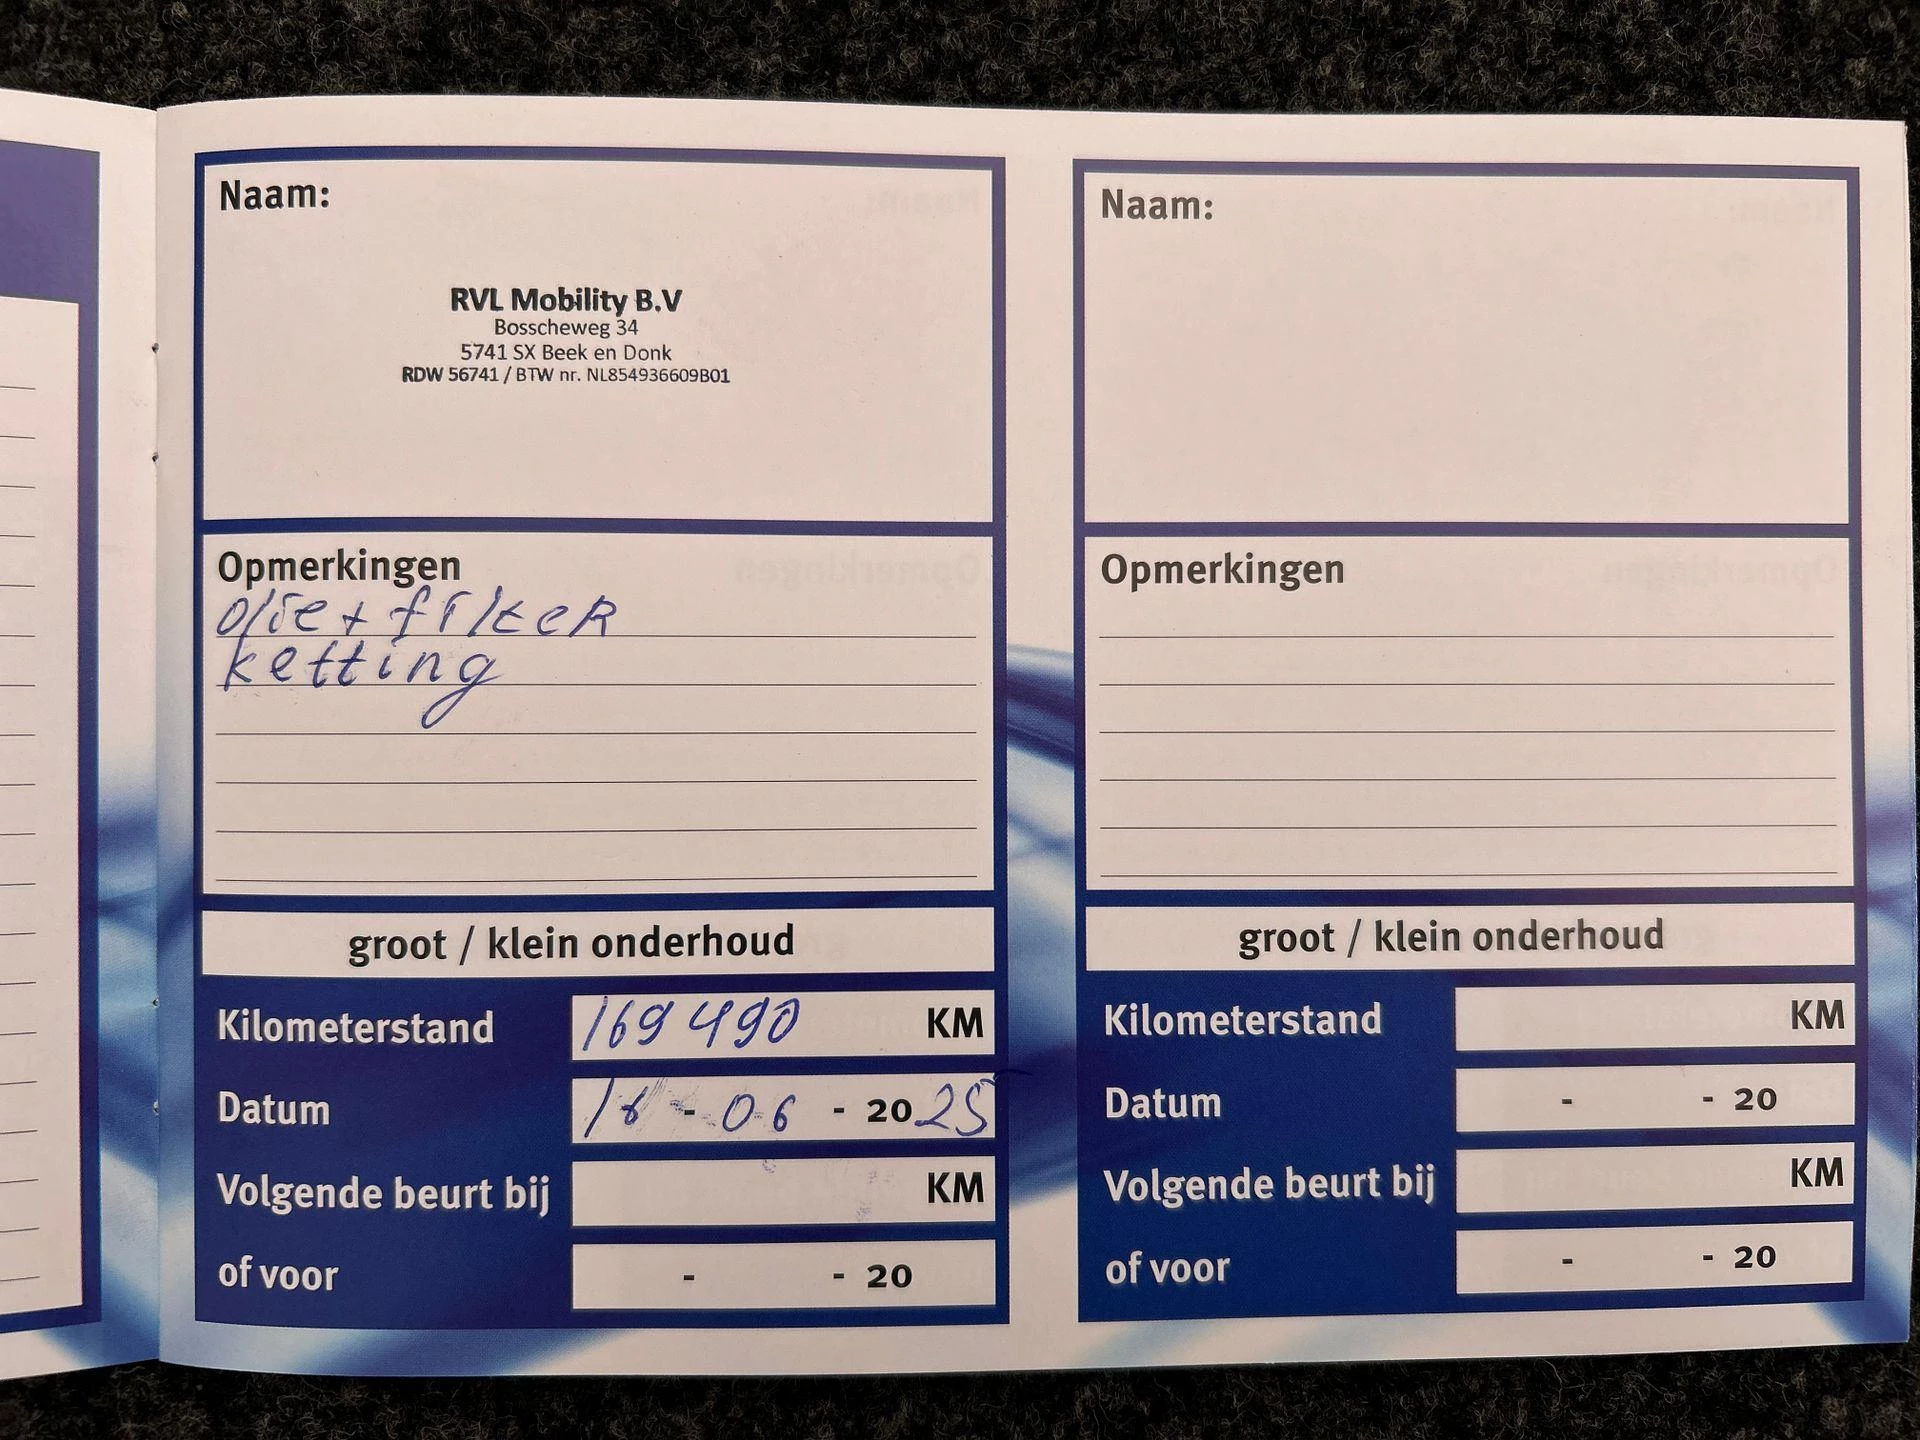 Naam:
RVL Mobility B.V
Bosscheweg 34
5741 SX Beek en Donk
RDW 56741 / BTW nr. NL854936609B01
Opmerkingen
olie + filter
ketting
groot / klein onderhoud
Kilometerstand 169490 KM
Datum 16 - 06 - 2025
Volgende beurt bij KM
of voor - - 20
Naam:
Opmerkingen
groot / klein onderhoud
Kilometerstand KM
Datum - - 20
Volgende beurt bij KM
of voor - - 20